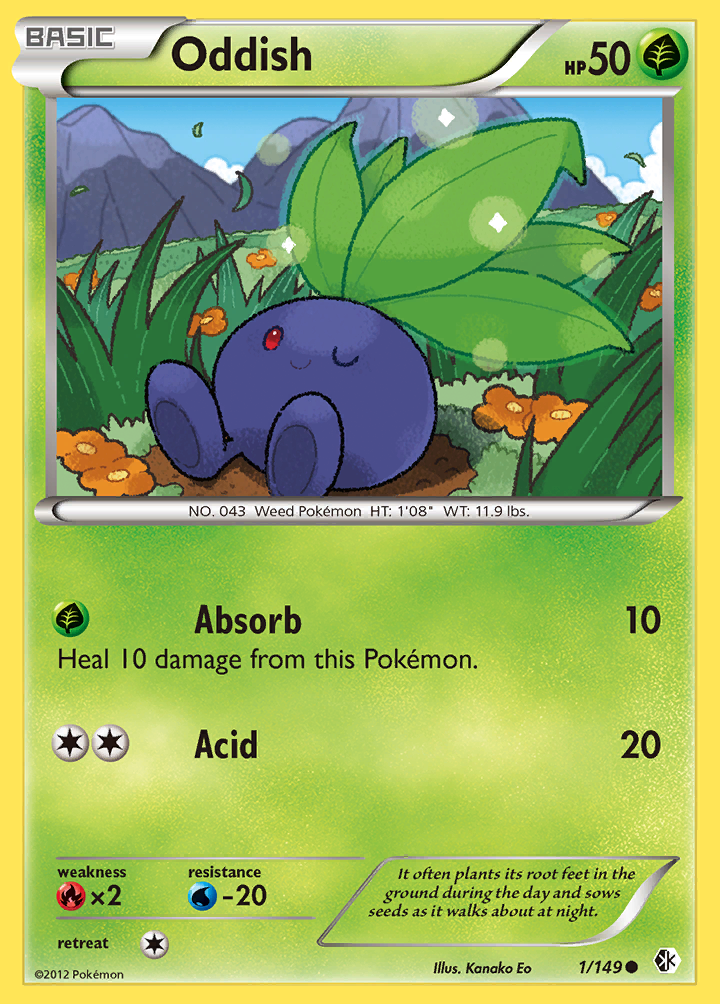 BASIC
Oddish
HP50
NO. 043 Weed Pokémon HT: 1'08" WT: 11.9 lbs.
Absorb 10
Heal 10 damage from this Pokémon.
Acid 20
weakness resistance
×2 -20
retreat
It often plants its root feet in the
ground during the day and sows
seeds as it walks about at night.
©2012 Pokémon Illus. Kanako Eo 1/149